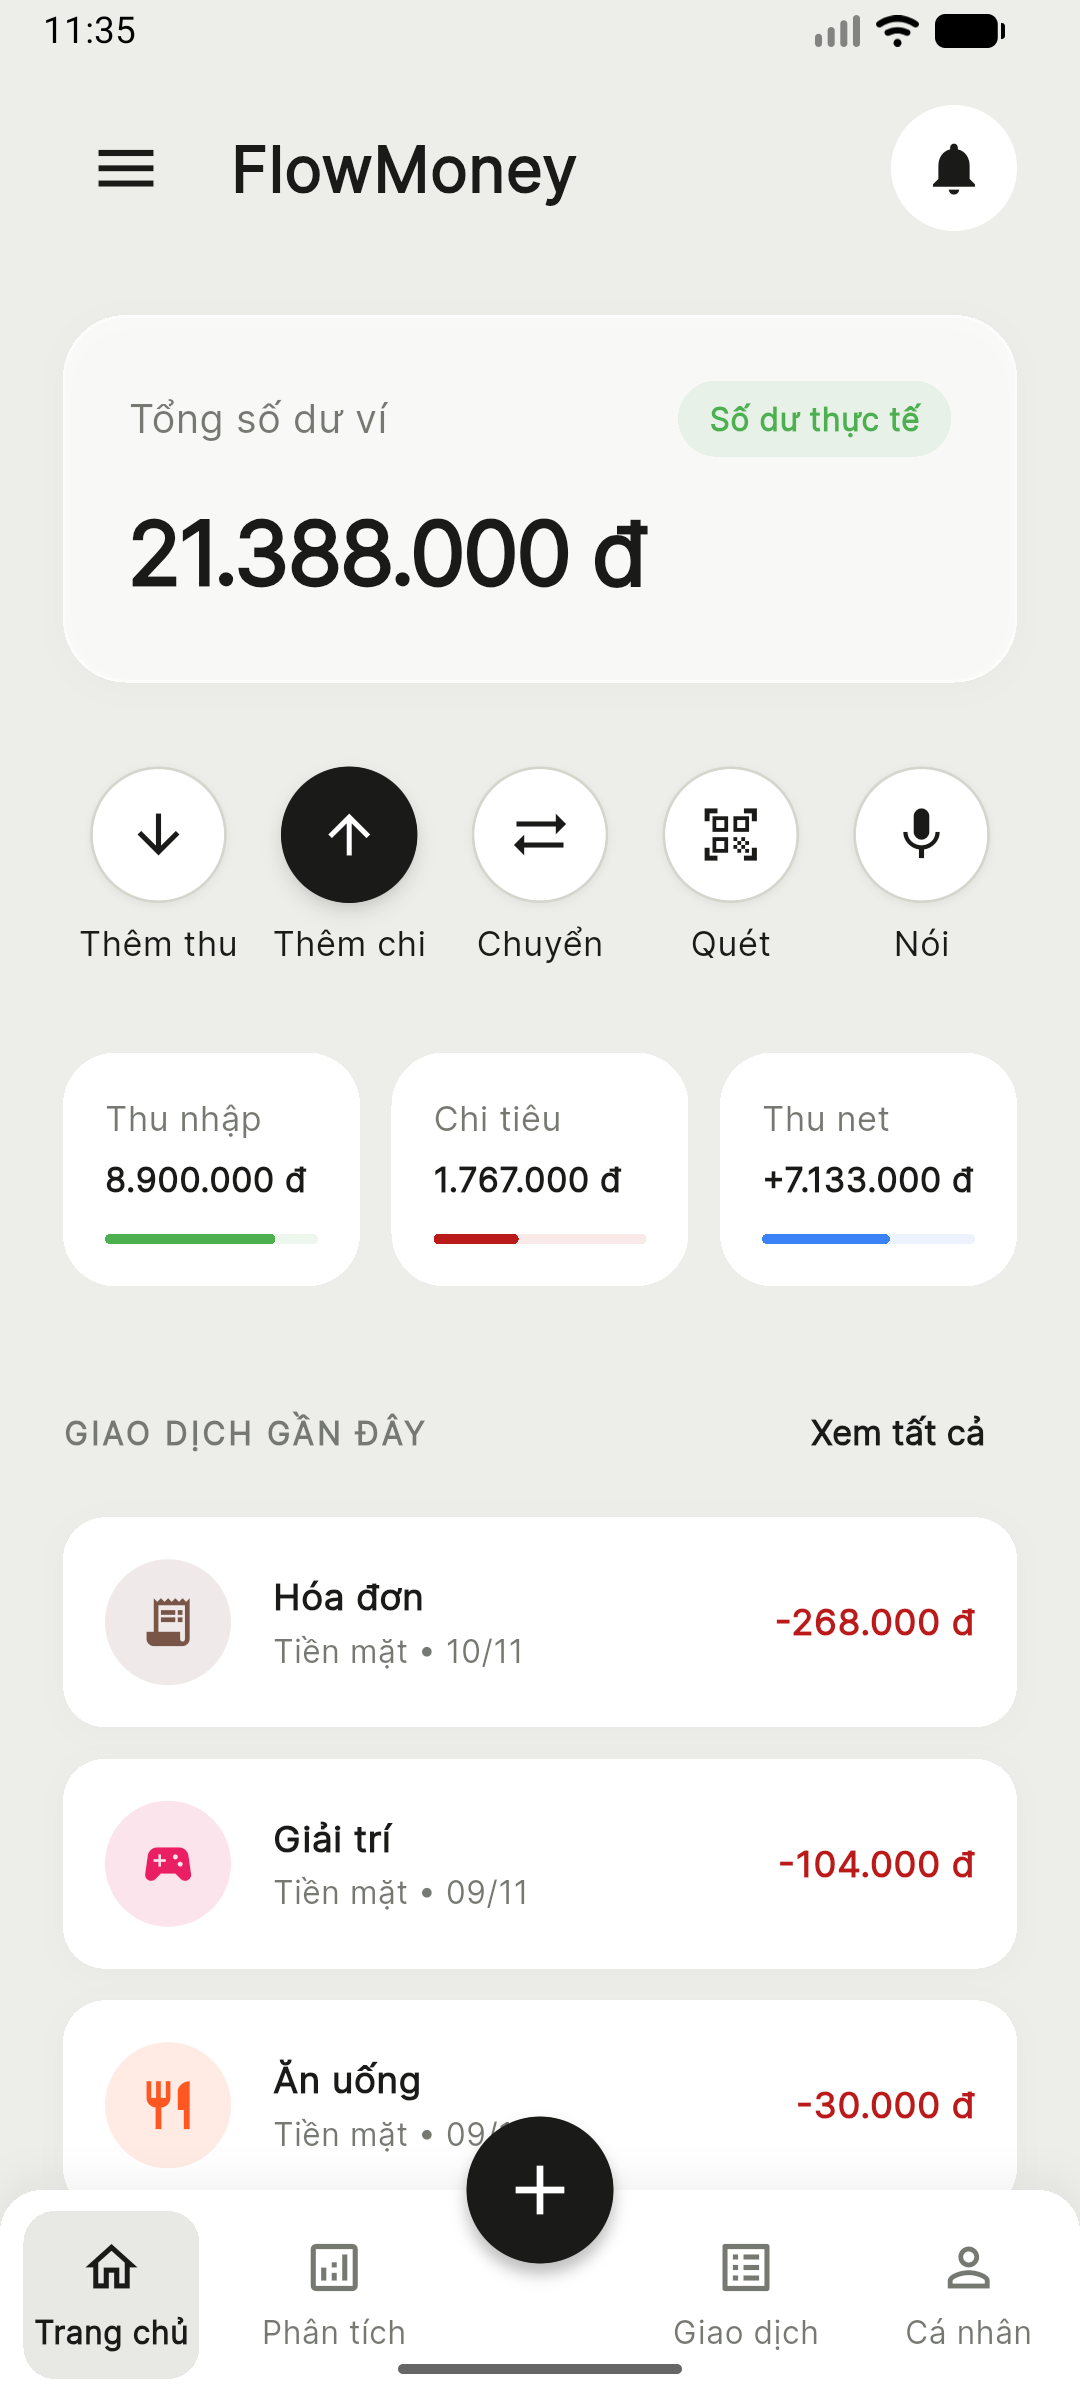 11:35
FlowMoney
Tổng số dư ví
Số dư thực tế
21.388.000 đ
Thêm thu
Thêm chi
Chuyển
Quét
Nói
Thu nhập
8.900.000 đ
Chi tiêu
1.767.000 đ
Thu net
+7.133.000 đ
GIAO DỊCH GẦN ĐÂY
Xem tất cả
Hóa đơn
Tiền mặt • 10/11
-268.000 đ
Giải trí
Tiền mặt • 09/11
-104.000 đ
Ăn uống
Tiền mặt • 09/
-30.000 đ
Trang chủ
Phân tích
Giao dịch
Cá nhân